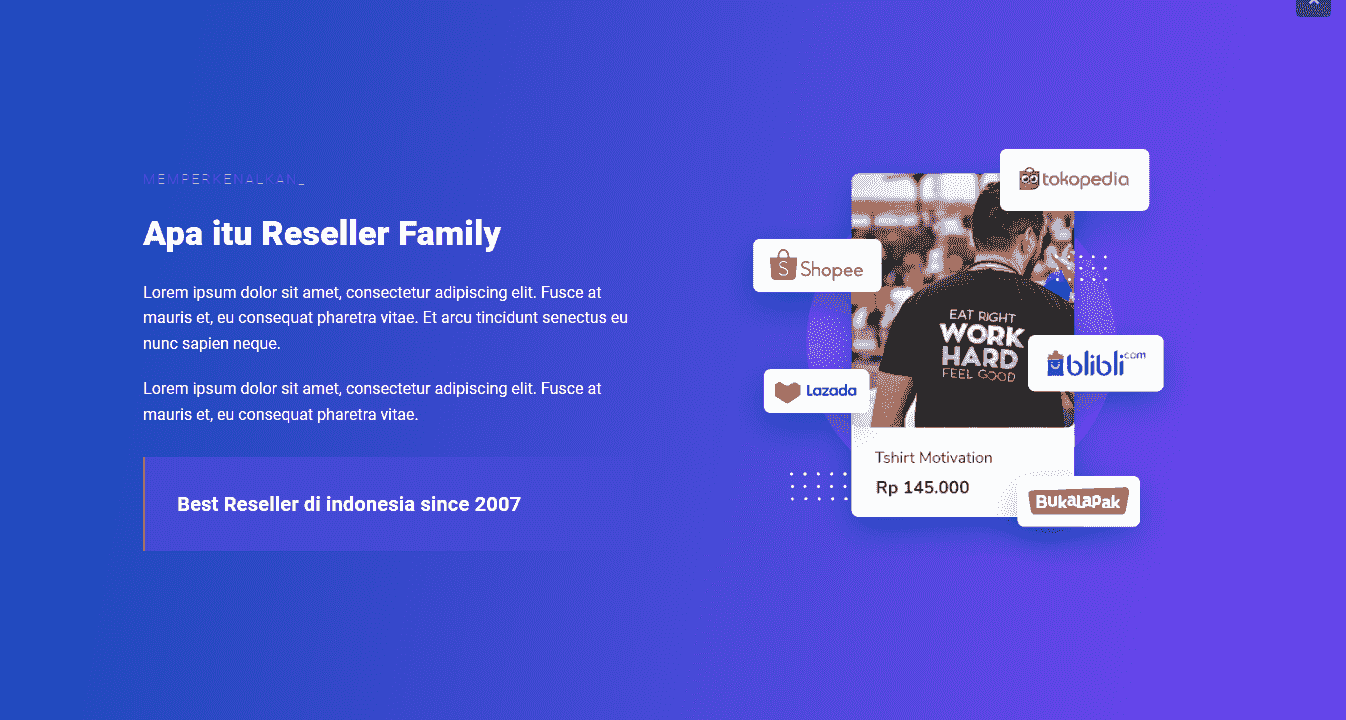 MEMPERKENALKAN_
Apa itu Reseller Family
Lorem ipsum dolor sit amet, consectetur adipiscing elit. Fusce at
mauris et, eu consequat pharetra vitae. Et arcu tincidunt senectus eu
nunc sapien neque.
Lorem ipsum dolor sit amet, consectetur adipiscing elit. Fusce at
mauris et, eu consequat pharetra vitae.
Best Reseller di indonesia since 2007
tokopedia
S Shopee
EAT RIGHT
WORK
HARD
FEEL GOOD
blibli.com
Lazada
Tshirt Motivation
Rp 145.000
BukaLapak